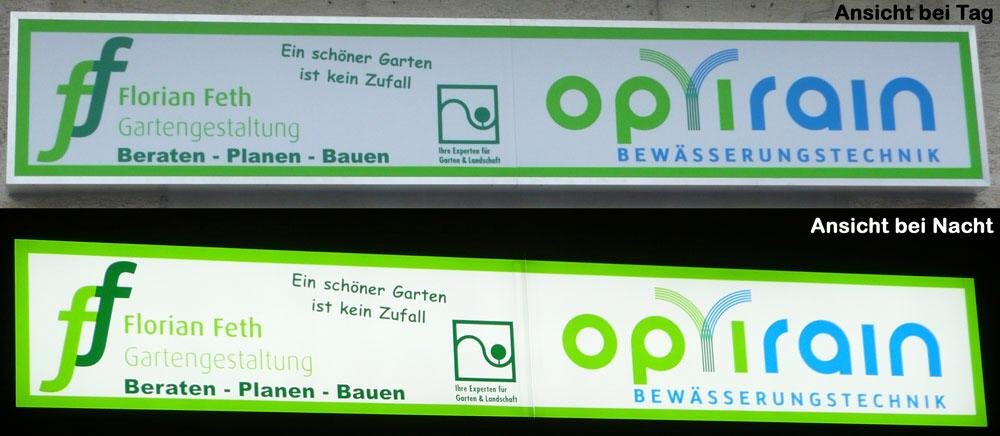 Ansicht bei Tag
ff
Ein schöner Garten
ist kein Zufall
Florian Feth
Gartengestaltung
Beraten - Planen - Bauen
Ihre Experten für
Garten & Landschaft
optirain
BEWÄSSERUNGSTECHNIK
Ansicht bei Nacht
ff
Ein schöner Garten
ist kein Zufall
Florian Feth
Gartengestaltung
Beraten - Planen - Bauen
Ihre Experten für
Garten & Landschaft
optirain
BEWÄSSERUNGSTECHNIK